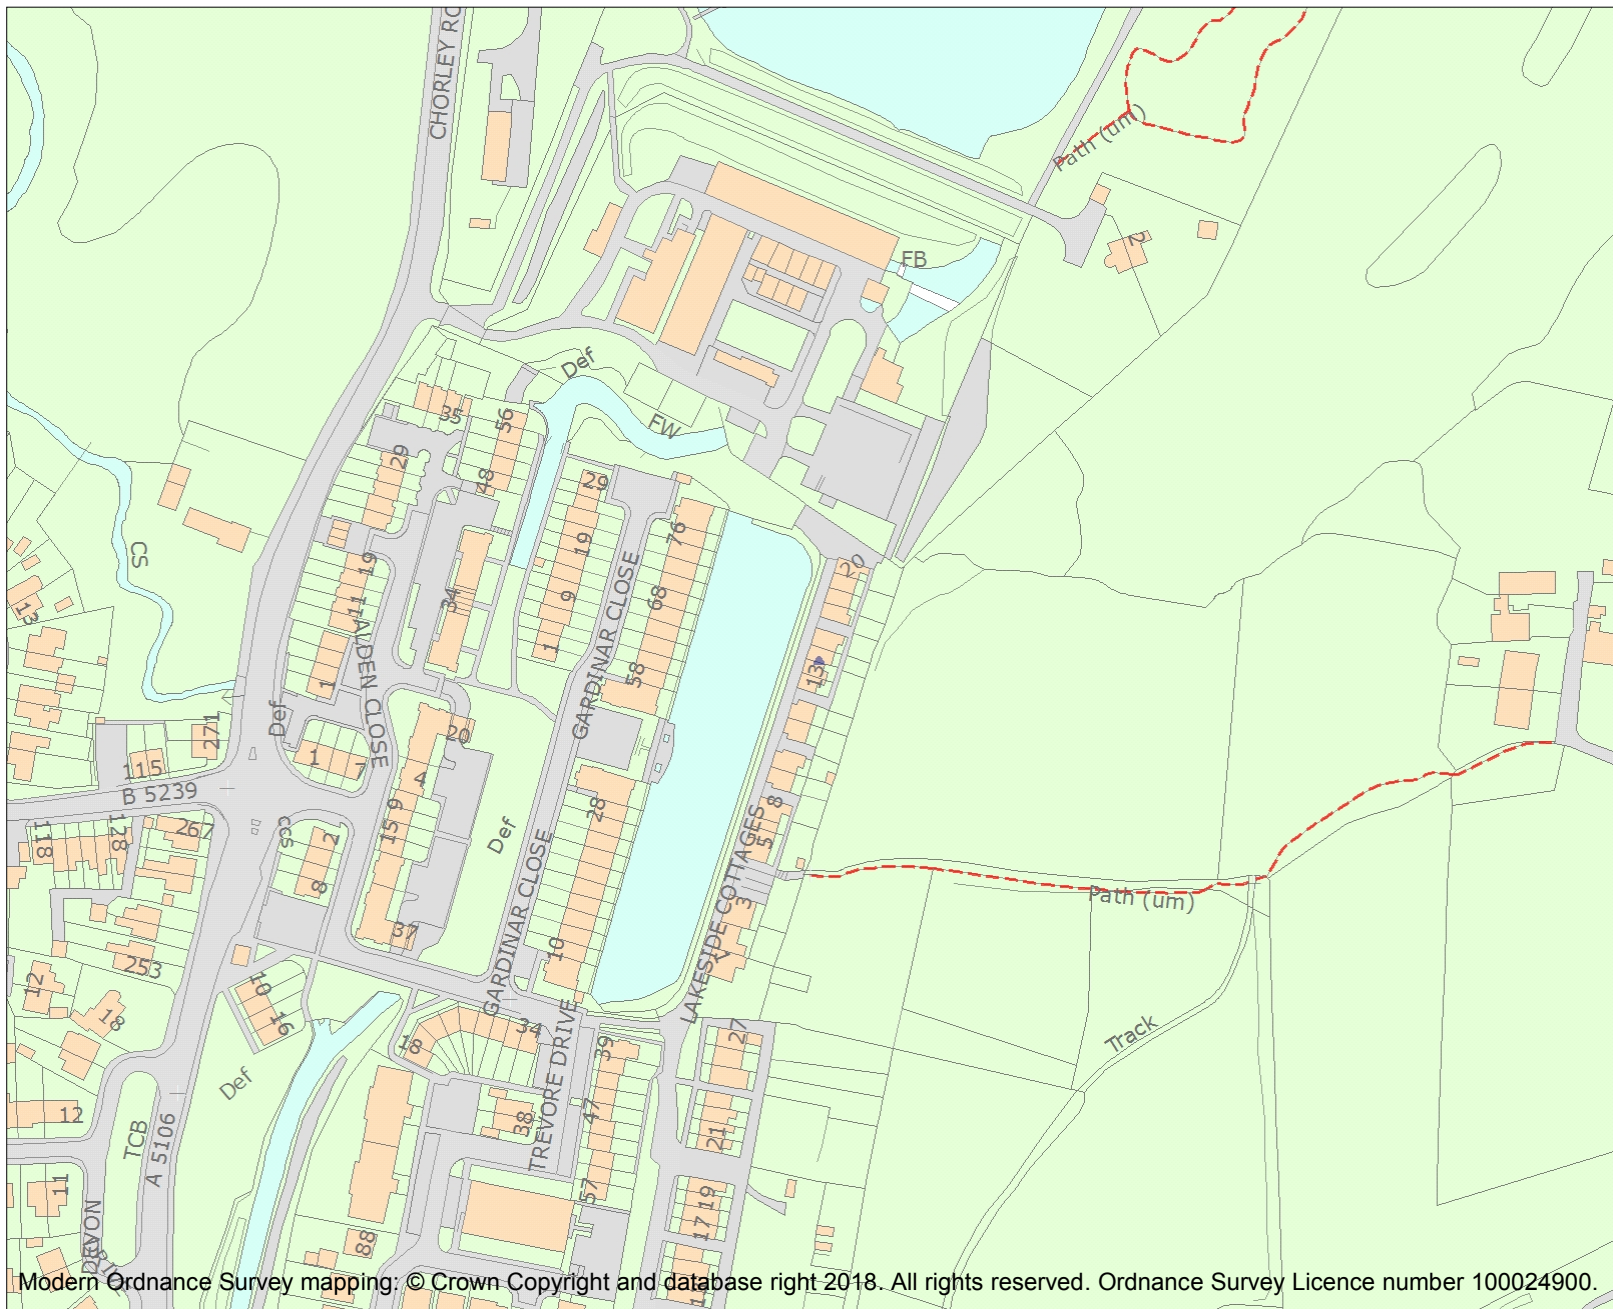 CHORLEY RO
Path (um)
2
FB
Def
35
56
FW
29
48
29
76
CS
19
19
20
34
68
13
11
9
GARDINAR CLOSE
1
ALDEN CLOSE
1
58
13
Def
271
20
1
7
115
4
B 5239
28
8
9
118
128
267
ccs
2
15
Def
5
LAKESIDE COTTAGES
8
Path (um)
3
37
GARDINAR CLOSE
10
253
1
12
10
18
16
34
18
39
27
Track
TREVORE DRIVE
Def
12
TCB
47
38
21
A 5106
11
57
19
17
DEVON
88
Modern Ordnance Survey mapping: © Crown Copyright and database right 2018. All rights reserved. Ordnance Survey Licence number 100024900.